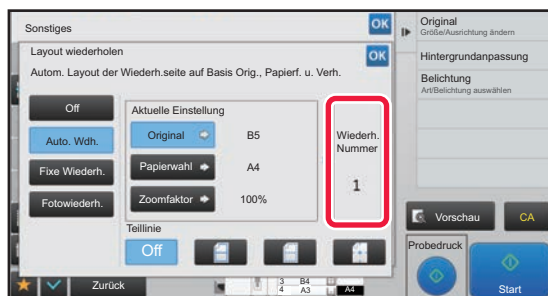 Sonstiges
OK
Layout wiederholen
OK
Autom. Layout der Wiederh.seite auf Basis Orig., Papierf. u. Verh.
Off
Auto. Wdh.
Fixe Wiederh.
Fotowiederh.
Aktuelle Einstellung
Original
B5
Papierwahl
A4
Zoomfaktor
100%
Wiederh.
Nummer
1
Teillinie
Off
Zurück
3 B4
4 A3
A4
Original
Größe/Ausrichtung ändern
Hintergrundanpassung
Belichtung
Art/Belichtung auswählen
Vorschau
CA
Probedruck
Start